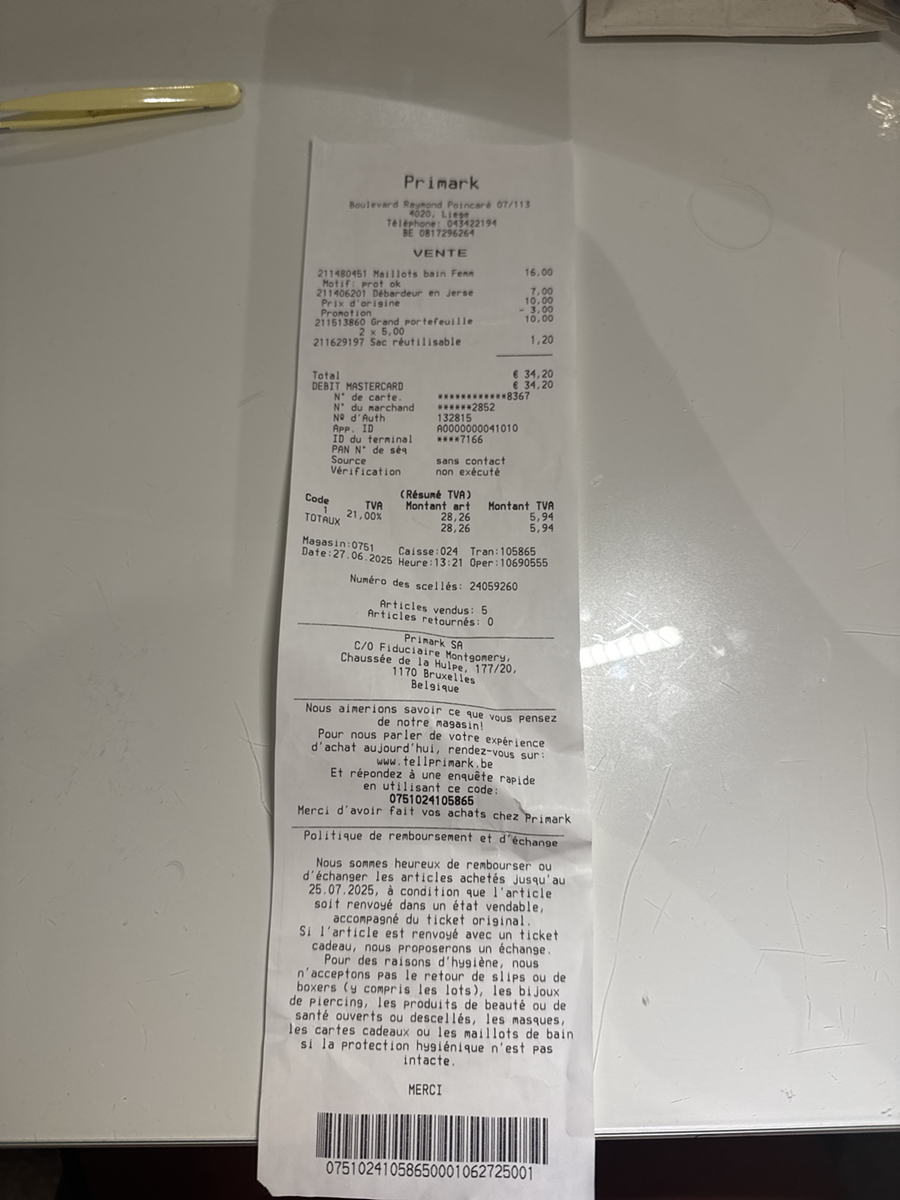 Primark
Boulevard Raymond Poincaré 07/113
4020, Liege
Téléphone: 043422194
BE 0817296264
VENTE
211480451 Maillots bain Femm 16,00
Motif: prot ok
211406201 Débardeur en jerse 7,00
Prix d'origine 10,00
Promotion - 3,00
211513860 Grand portefeuille 10,00
2 x 5,00
211629197 Sac réutilisable 1,20
Total € 34,20
DEBIT MASTERCARD € 34,20
N° de carte. ************8367
N° du marchand ******2852
Nº d'Auth 132815
App. ID A0000000041010
ID du terminal ****7166
PAN N° de séq
Source sans contact
Vérification non exécuté
(Résumé TVA)
Code TVA Montant art Montant TVA
1 21,00% 28,26 5,94
TOTAUX 28,26 5,94
Magasin:0751 Caisse:024 Tran:105865
Date:27.06.2025 Heure:13:21 Oper:10690555
Numéro des scellés: 24059260
Articles vendus: 5
Articles retournés: 0
Primark SA
C/O Fiduciaire Montgomery,
Chaussée de la Hulpe, 177/20,
1170 Bruxelles
Belgique
Nous aimerions savoir ce que vous pensez
de notre magasin!
Pour nous parler de votre expérience
d'achat aujourd'hui, rendez-vous sur:
www.tellprimark.be
Et répondez à une enquête rapide
en utilisant ce code:
0751024105865
Merci d'avoir fait vos achats chez Primark
Politique de remboursement et d'échange
Nous sommes heureux de rembourser ou
d'échanger les articles achetés jusqu'au
25.07.2025, à condition que l'article
soit renvoyé dans un état vendable,
accompagné du ticket original.
Si l'article est renvoyé avec un ticket
cadeau, nous proposerons un échange.
Pour des raisons d'hygiène, nous
n'acceptons pas le retour de slips ou de
boxers (y compris les lots), les bijoux
de piercing, les produits de beauté ou de
santé ouverts ou descellés, les masques,
les cartes cadeaux ou les maillots de bain
si la protection hygiénique n'est pas
intacte.
MERCI
07510241058650001062725001